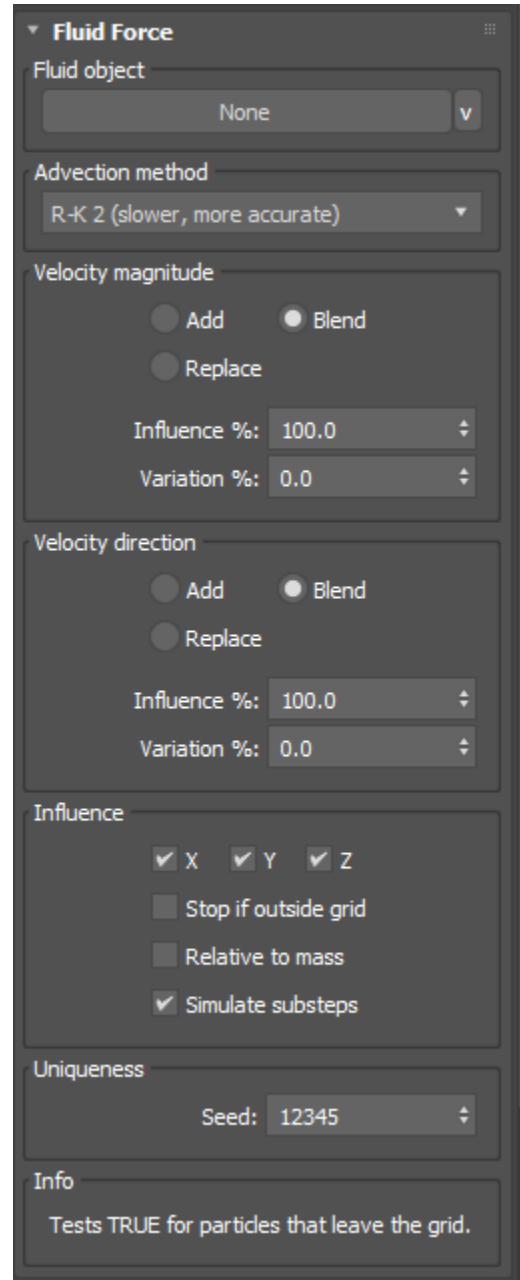 Fluid Force
Fluid object
None v
Advection method
R-K 2 (slower, more accurate)
Velocity magnitude
Add Blend
Replace
Influence %: 100.0
Variation %: 0.0
Velocity direction
Add Blend
Replace
Influence %: 100.0
Variation %: 0.0
Influence
X Y Z
Stop if outside grid
Relative to mass
Simulate substeps
Uniqueness
Seed: 12345
Info
Tests TRUE for particles that leave the grid.